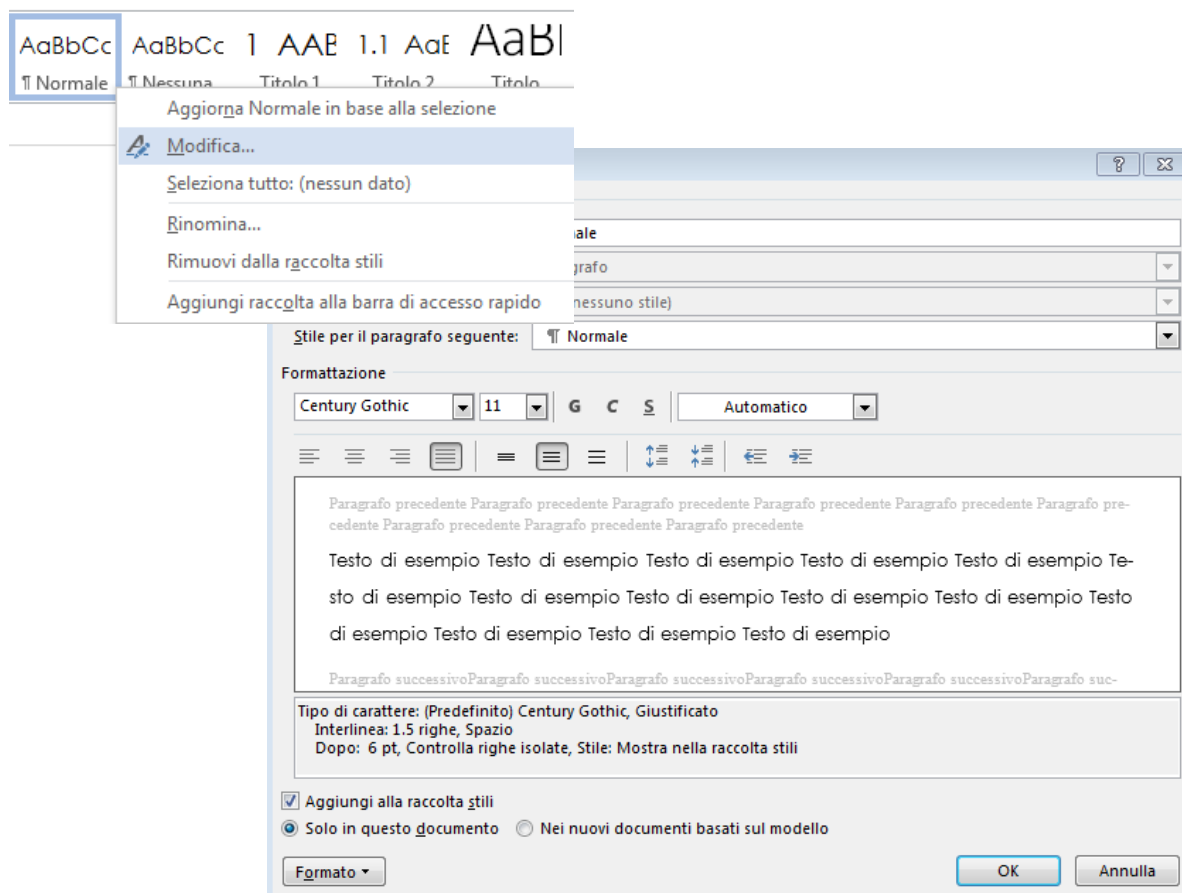 AaBbCc AaBbCc 1 AAB 1.1 AaB AaB
¶ Normale ¶ Nessuna Titolo 1 Titolo 2 Titolo
Aggiorna Normale in base alla selezione
Modifica...
Seleziona tutto: (nessun dato)
Rinomina...
ale
Rimuovi dalla raccolta stili
grafo
Aggiungi raccolta alla barra di accesso rapido
nessuno stile)
Stile per il paragrafo seguente: ¶ Normale
Formattazione
Century Gothic 11 G C S Automatico
Paragrafo precedente Paragrafo precedente Paragrafo precedente Paragrafo precedente Paragrafo precedente Paragrafo pre-
cedente Paragrafo precedente Paragrafo precedente Paragrafo precedente
Testo di esempio Testo di esempio Testo di esempio Testo di esempio Testo di esempio Te-
sto di esempio Testo di esempio Testo di esempio Testo di esempio Testo di esempio Testo
di esempio Testo di esempio Testo di esempio Testo di esempio
Paragrafo successivoParagrafo successivoParagrafo successivoParagrafo successivoParagrafo successivoParagrafo suc-
Tipo di carattere: (Predefinito) Century Gothic, Giustificato
Interlinea: 1.5 righe, Spazio
Dopo: 6 pt, Controlla righe isolate, Stile: Mostra nella raccolta stili
Aggiungi alla raccolta stili
Solo in questo documento Nei nuovi documenti basati sul modello
Formato OK Annulla